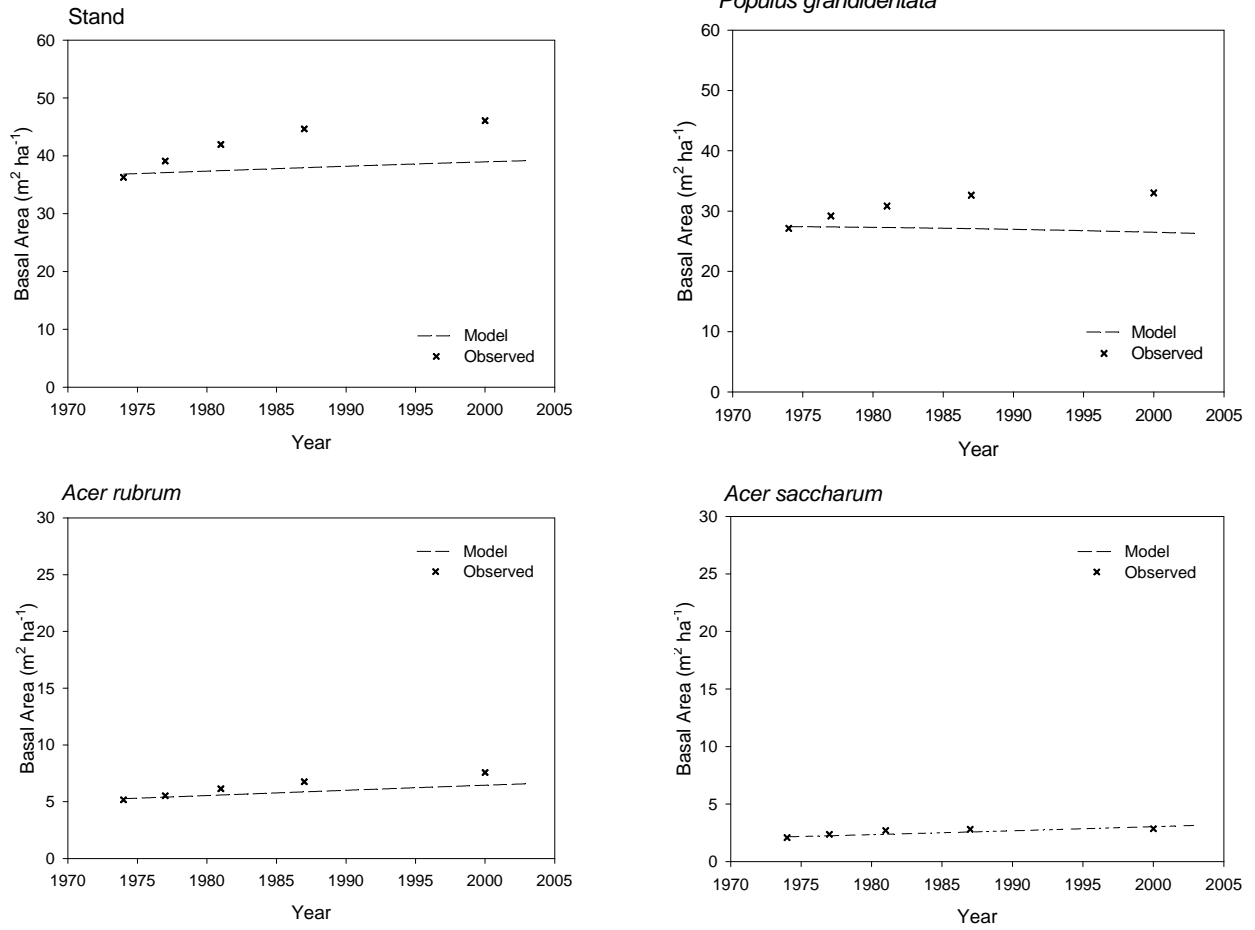 Stand
60
50
40
30
20
10
0
Basal Area (m² ha⁻¹)
Model
Observed
1970 1975 1980 1985 1990 1995 2000 2005
Year
Populus grandidentata
60
50
40
30
20
10
0
Basal Area (m² ha⁻¹)
Model
Observed
1970 1975 1980 1985 1990 1995 2000 2005
Year
Acer rubrum
30
25
20
15
10
5
0
Basal Area (m² ha⁻¹)
Model
Observed
1970 1975 1980 1985 1990 1995 2000 2005
Year
Acer saccharum
30
25
20
15
10
5
0
Basal Area (m² ha⁻¹)
Model
Observed
1970 1975 1980 1985 1990 1995 2000 2005
Year